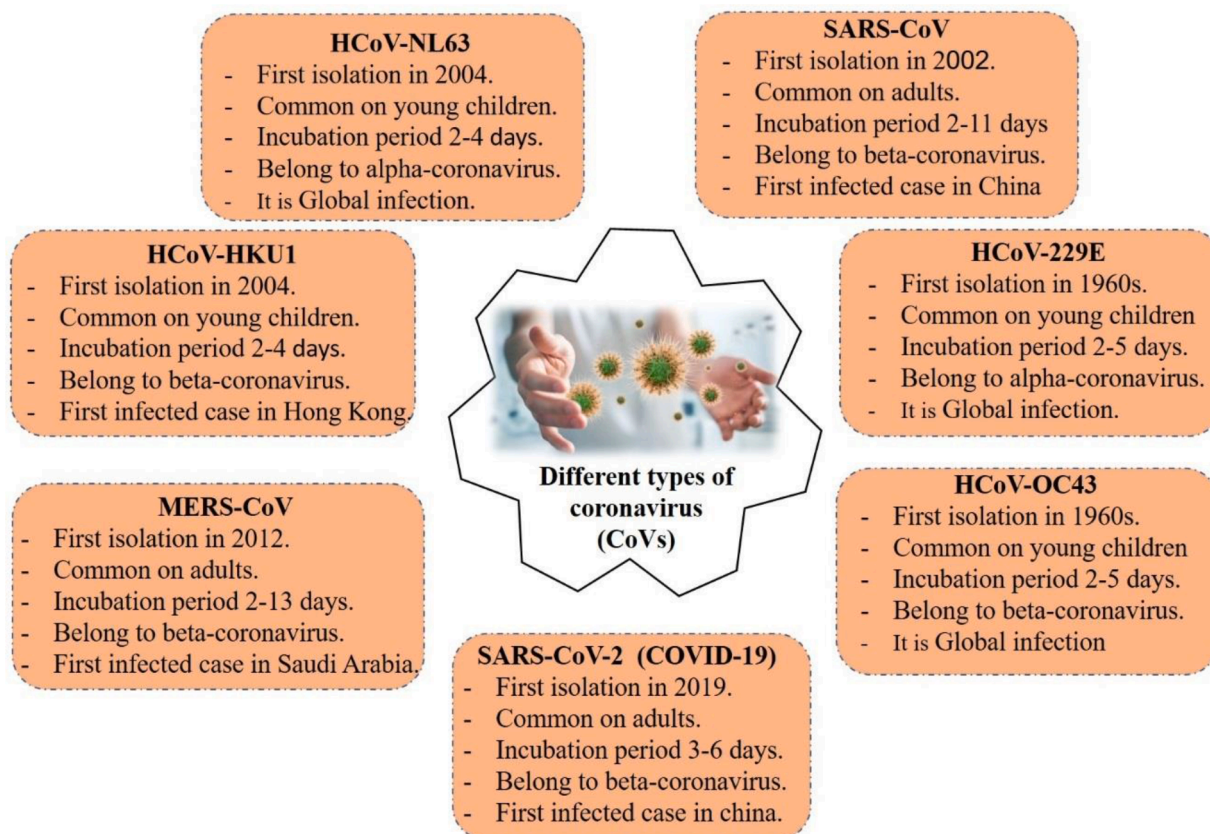 HCoV-NL63
- First isolation in 2004.
- Common on young children.
- Incubation period 2-4 days.
- Belong to alpha-coronavirus.
- It is Global infection.
SARS-CoV
- First isolation in 2002.
- Common on adults.
- Incubation period 2-11 days
- Belong to beta-coronavirus.
- First infected case in China
HCoV-HKU1
- First isolation in 2004.
- Common on young children.
- Incubation period 2-4 days.
- Belong to beta-coronavirus.
- First infected case in Hong Kong.
HCoV-229E
- First isolation in 1960s.
- Common on young children
- Incubation period 2-5 days.
- Belong to alpha-coronavirus.
- It is Global infection.
Different types of
coronavirus
(CoVs)
MERS-CoV
- First isolation in 2012.
- Common on adults.
- Incubation period 2-13 days.
- Belong to beta-coronavirus.
- First infected case in Saudi Arabia.
HCoV-OC43
- First isolation in 1960s.
- Common on young children
- Incubation period 2-5 days.
- Belong to beta-coronavirus.
- It is Global infection
SARS-CoV-2 (COVID-19)
- First isolation in 2019.
- Common on adults.
- Incubation period 3-6 days.
- Belong to beta-coronavirus.
- First infected case in china.